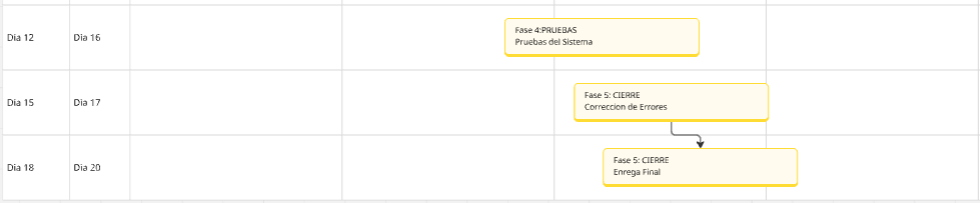 Dia 12
Dia 16
Fase 4:PRUEBAS
Pruebas del Sistema
Dia 15
Dia 17
Fase 5: CIERRE
Correccion de Errores
Dia 18
Dia 20
Fase 5: CIERRE
Enrega Final